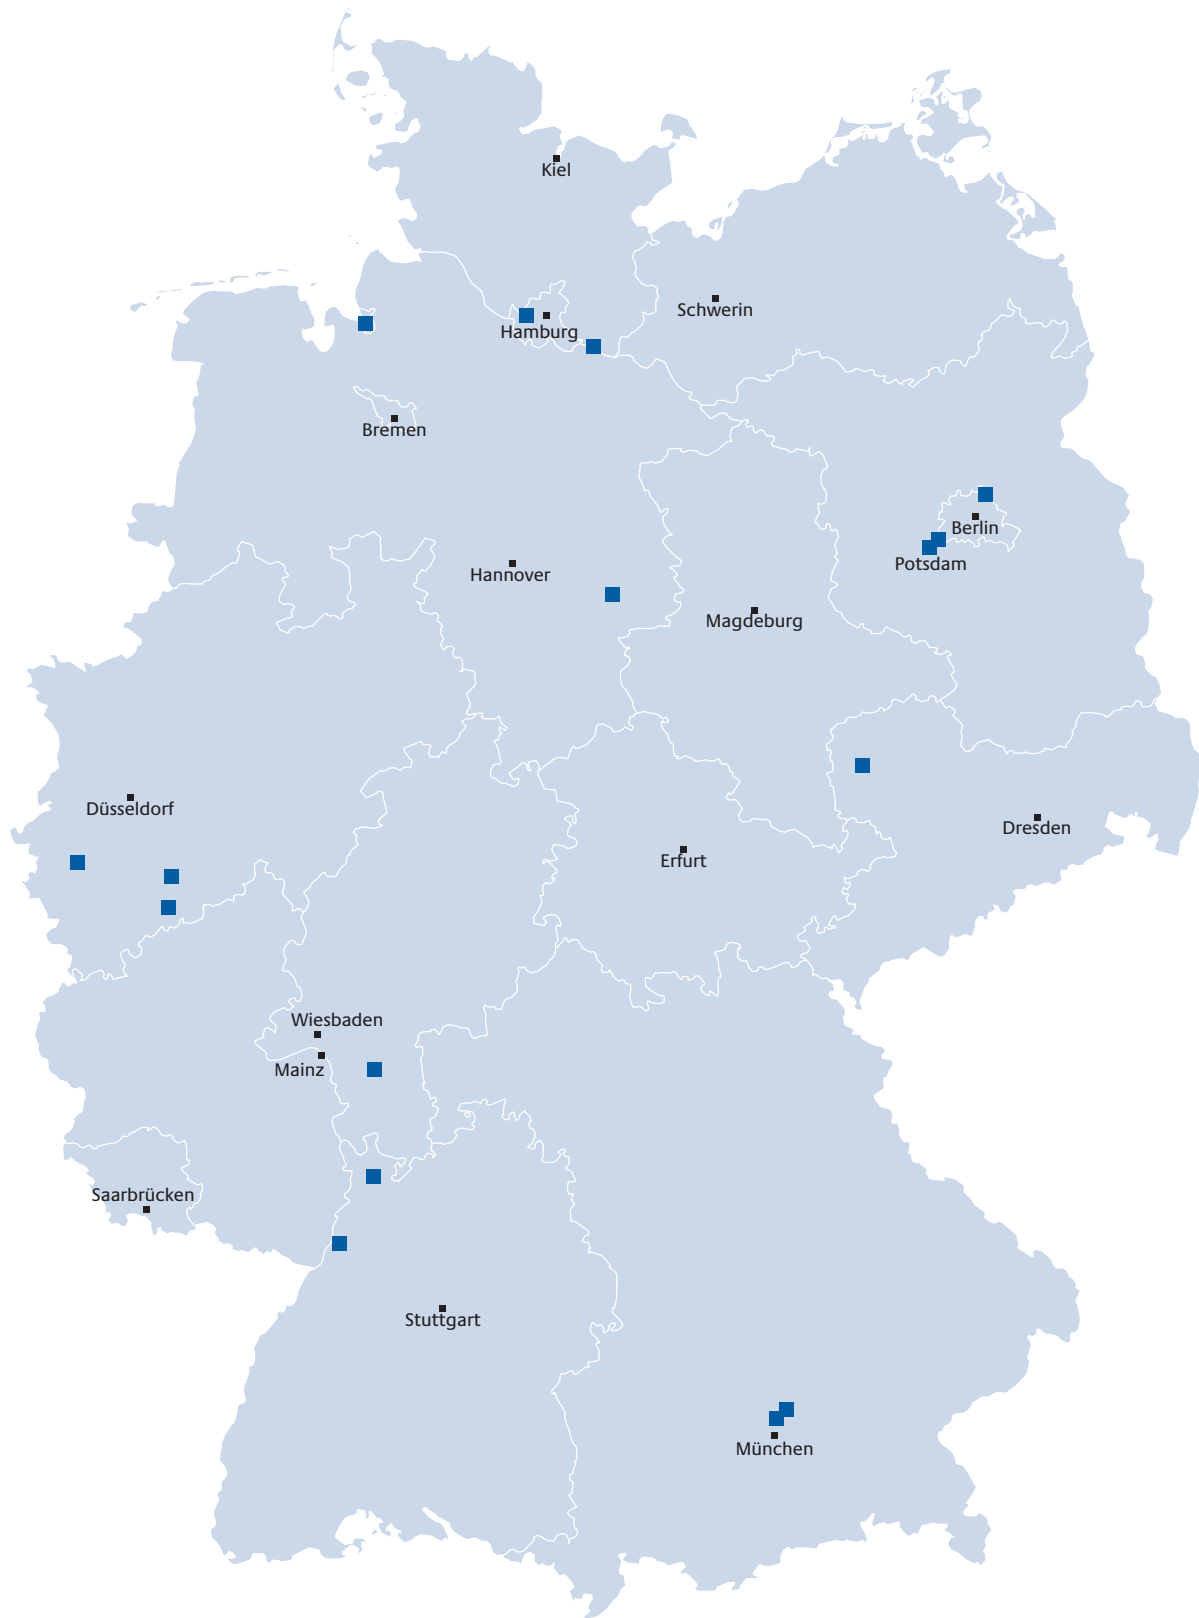 Kiel
Schwerin
Hamburg
Bremen
Berlin
Potsdam
Hannover
Magdeburg
Düsseldorf
Dresden
Erfurt
Wiesbaden
Mainz
Saarbrücken
Stuttgart
München